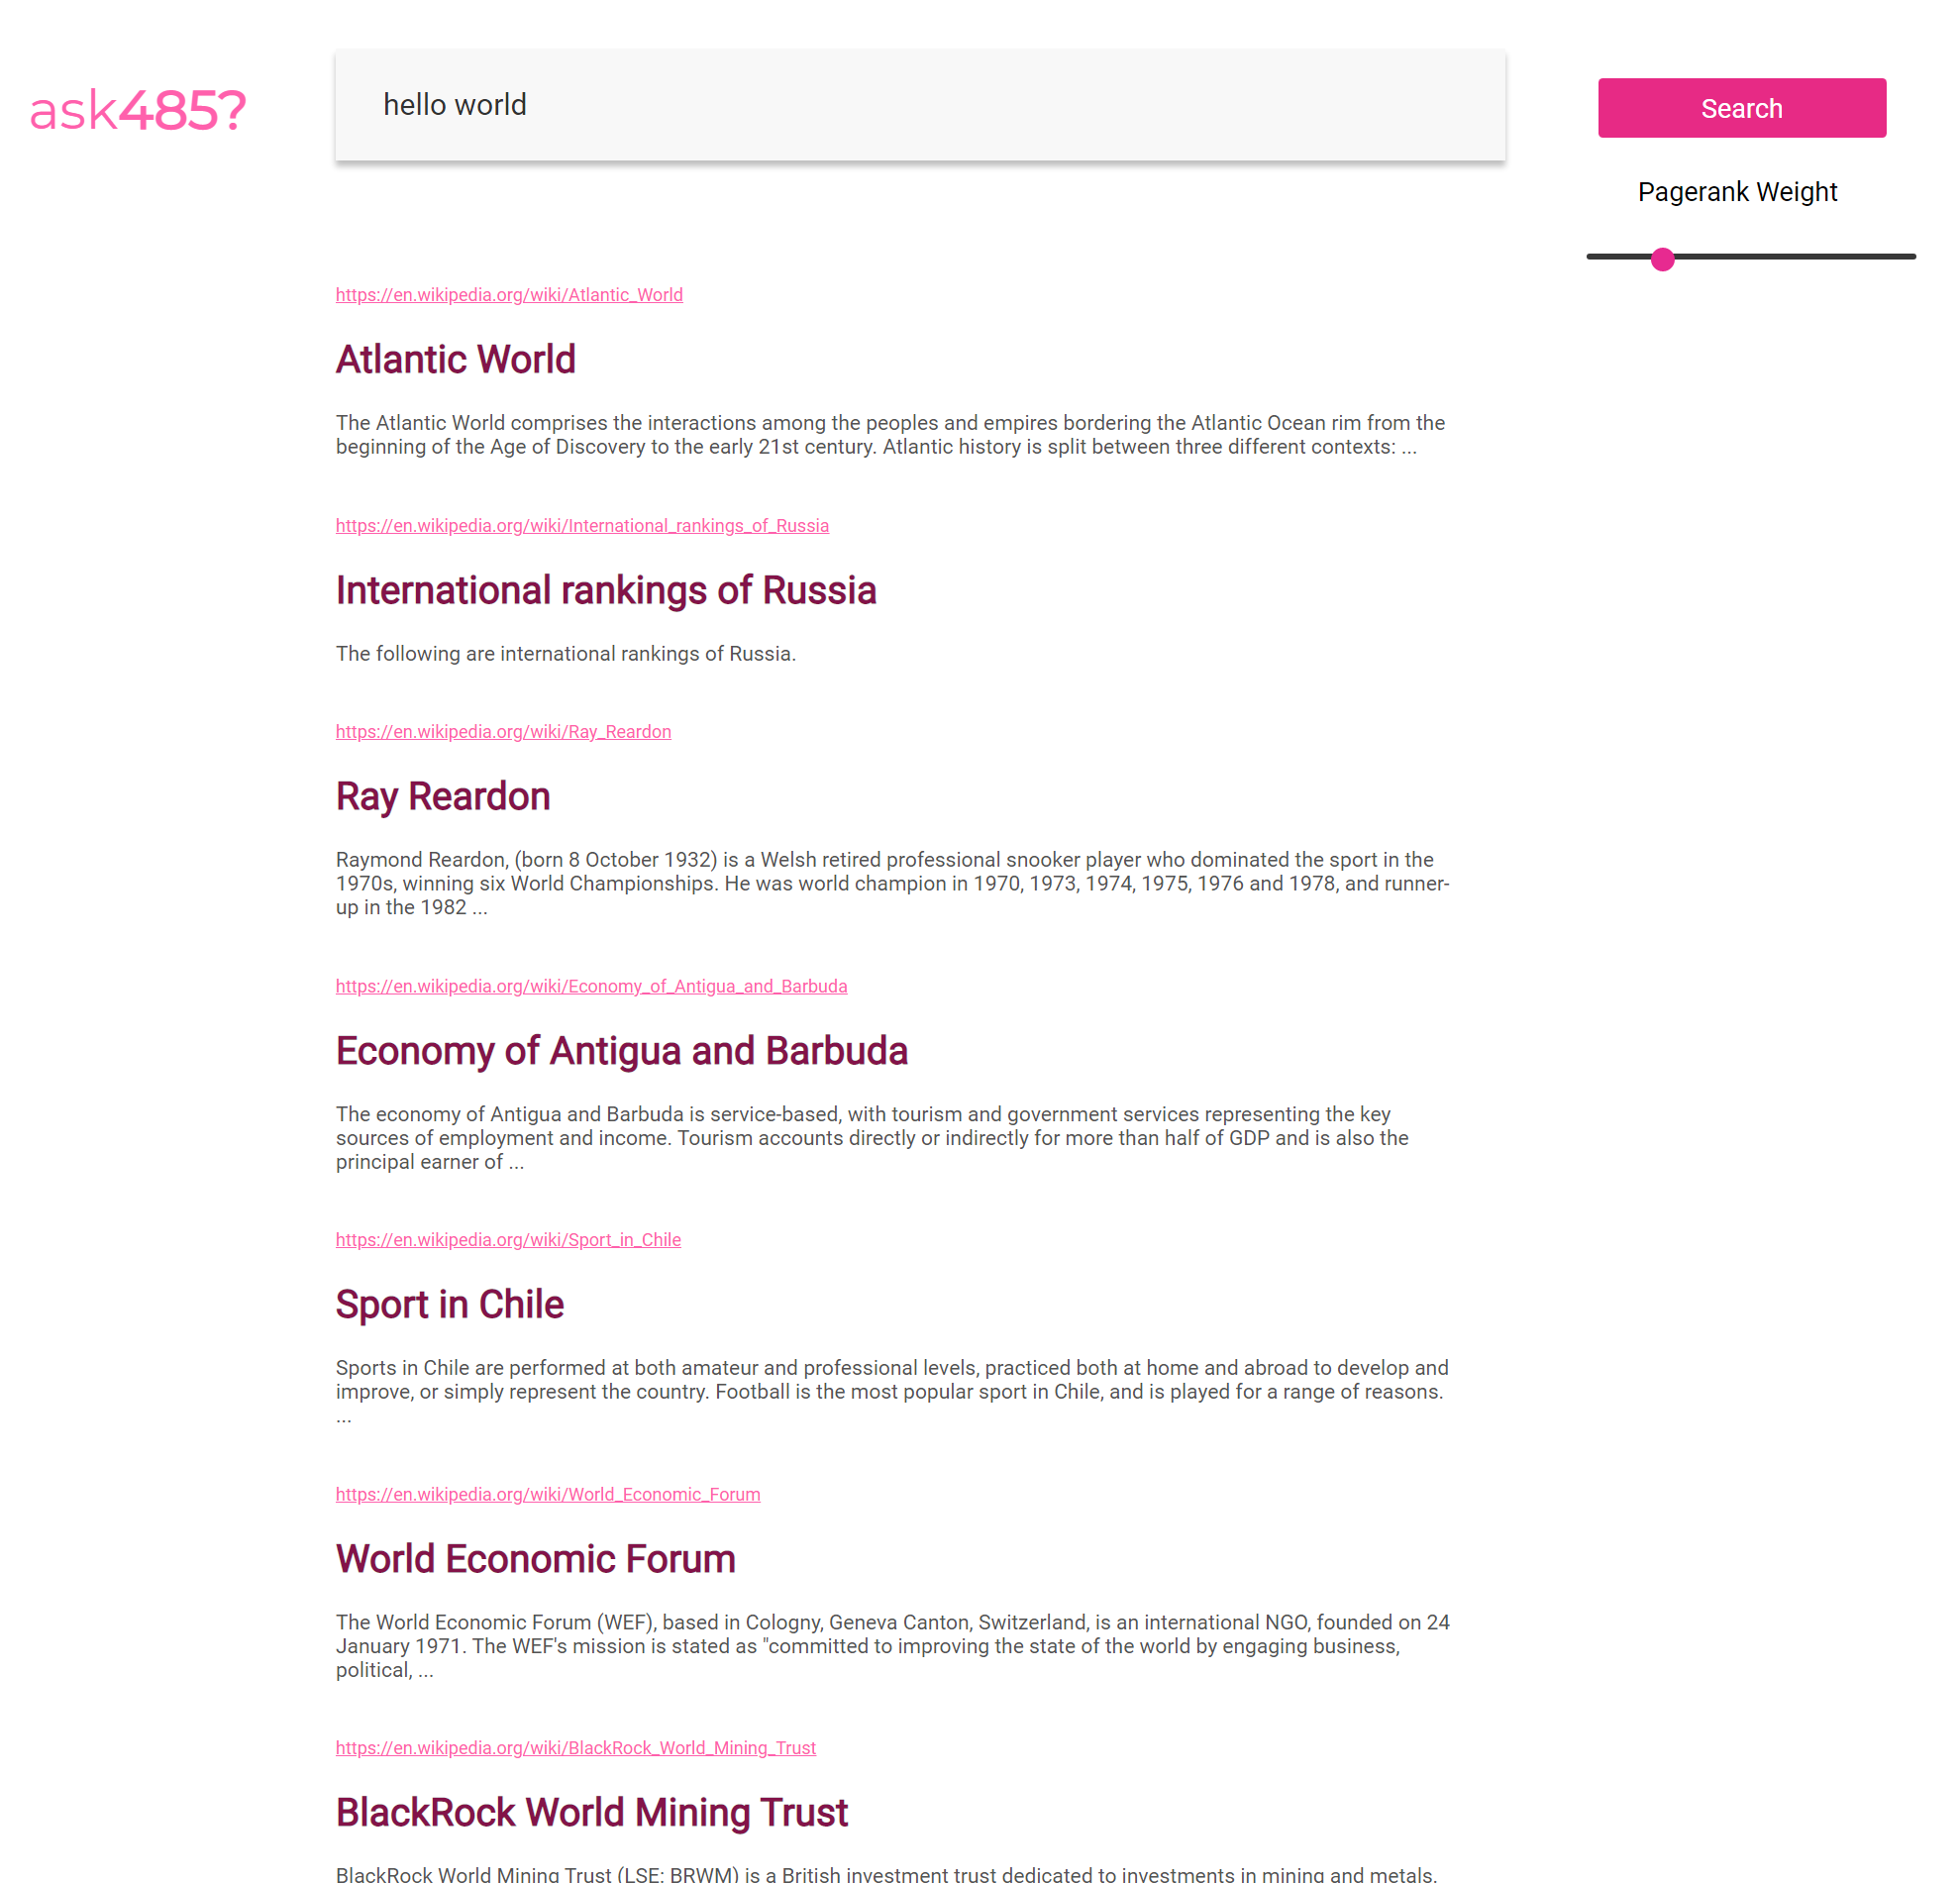 ask485?
hello world
Search
Pagerank Weight
https://en.wikipedia.org/wiki/Atlantic_World
Atlantic World
The Atlantic World comprises the interactions among the peoples and empires bordering the Atlantic Ocean rim from the
beginning of the Age of Discovery to the early 21st century. Atlantic history is split between three different contexts: ...
https://en.wikipedia.org/wiki/International_rankings_of_Russia
International rankings of Russia
The following are international rankings of Russia.
https://en.wikipedia.org/wiki/Ray_Reardon
Ray Reardon
Raymond Reardon, (born 8 October 1932) is a Welsh retired professional snooker player who dominated the sport in the
1970s, winning six World Championships. He was world champion in 1970, 1973, 1974, 1975, 1976 and 1978, and runner-
up in the 1982 ...
https://en.wikipedia.org/wiki/Economy_of_Antigua_and_Barbuda
Economy of Antigua and Barbuda
The economy of Antigua and Barbuda is service-based, with tourism and government services representing the key
sources of employment and income. Tourism accounts directly or indirectly for more than half of GDP and is also the
principal earner of ...
https://en.wikipedia.org/wiki/Sport_in_Chile
Sport in Chile
Sports in Chile are performed at both amateur and professional levels, practiced both at home and abroad to develop and
improve, or simply represent the country. Football is the most popular sport in Chile, and is played for a range of reasons.
...
https://en.wikipedia.org/wiki/World_Economic_Forum
World Economic Forum
The World Economic Forum (WEF), based in Cologny, Geneva Canton, Switzerland, is an international NGO, founded on 24
January 1971. The WEF's mission is stated as "committed to improving the state of the world by engaging business,
political, ...
https://en.wikipedia.org/wiki/BlackRock_World_Mining_Trust
BlackRock World Mining Trust
BlackRock World Mining Trust (LSE: BRWM) is a British investment trust dedicated to investments in mining and metals.